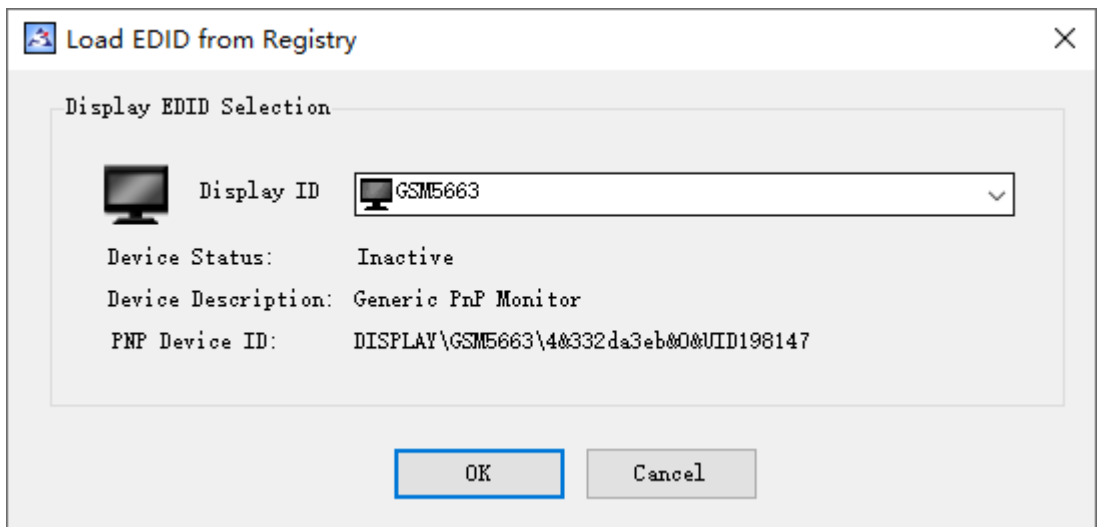 Load EDID from Registry
Display EDID Selection
Display ID GSM5663
Device Status: Inactive
Device Description: Generic PnP Monitor
PNP Device ID: DISPLAY\GSM5663\4&332da3eb&0&UID198147
OK Cancel